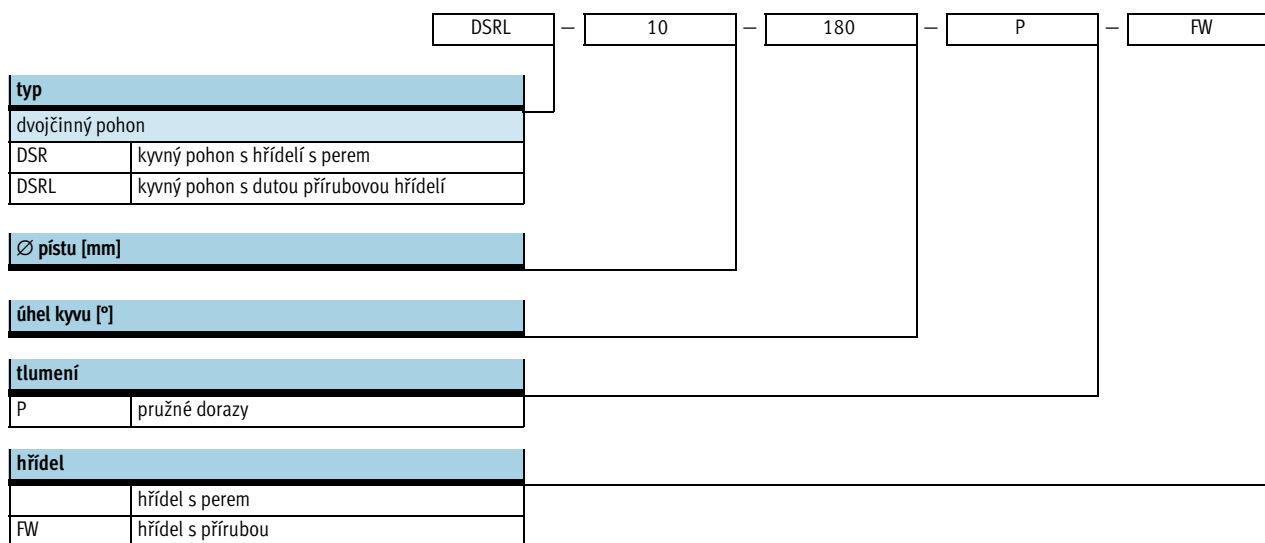 DSRL – 10 – 180 – P – FW
typ
dvojčinný pohon
DSR kyvný pohon s hřídelí s perem
DSRL kyvný pohon s dutou přírubovou hřídelí
∅ pístu [mm]
úhel kyvu [°]
tlumení
P pružné dorazy
hřídel
hřídel s perem
FW hřídel s přírubou